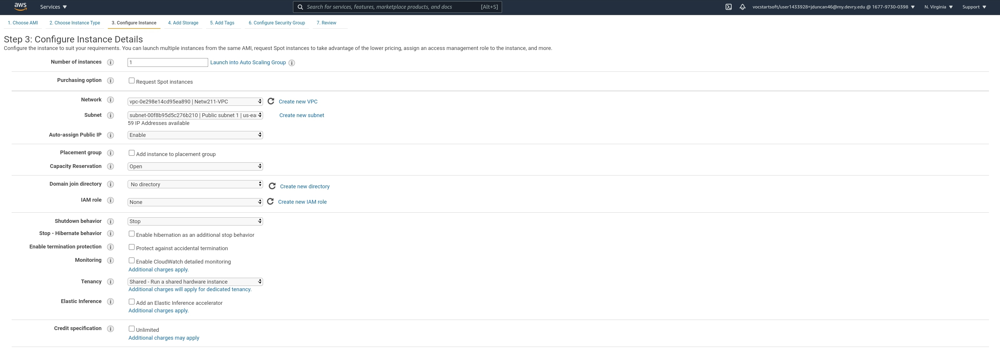 aws Services Search for services, features, marketplace products, and docs [Alt+S] vocstartsoft/user1433928=jduncan46@my.devry.edu @ 1677-9730-0398 N. Virginia Support
1. Choose AMI 2. Choose Instance Type 3. Configure Instance 4. Add Storage 5. Add Tags 6. Configure Security Group 7. Review
Step 3: Configure Instance Details
Configure the instance to suit your requirements. You can launch multiple instances from the same AMI, request Spot instances to take advantage of the lower pricing, assign an access management role to the instance, and more.
Number of instances i 1 Launch into Auto Scaling Group i
Purchasing option i Request Spot instances
Network i vpc-0e298e14cd95ea890 | Netw211-VPC Create new VPC
Subnet i subnet-00f8b95d5c276b210 | Public subnet 1 | us-ea Create new subnet
59 IP Addresses available
Auto-assign Public IP i Enable
Placement group i Add instance to placement group
Capacity Reservation i Open
Domain join directory i No directory Create new directory
IAM role i None Create new IAM role
Shutdown behavior i Stop
Stop - Hibernate behavior i Enable hibernation as an additional stop behavior
Enable termination protection i Protect against accidental termination
Monitoring i Enable CloudWatch detailed monitoring
Additional charges apply.
Tenancy i Shared - Run a shared hardware instance
Additional charges will apply for dedicated tenancy.
Elastic Inference i Add an Elastic Inference accelerator
Additional charges apply.
Credit specification i Unlimited
Additional charges may apply